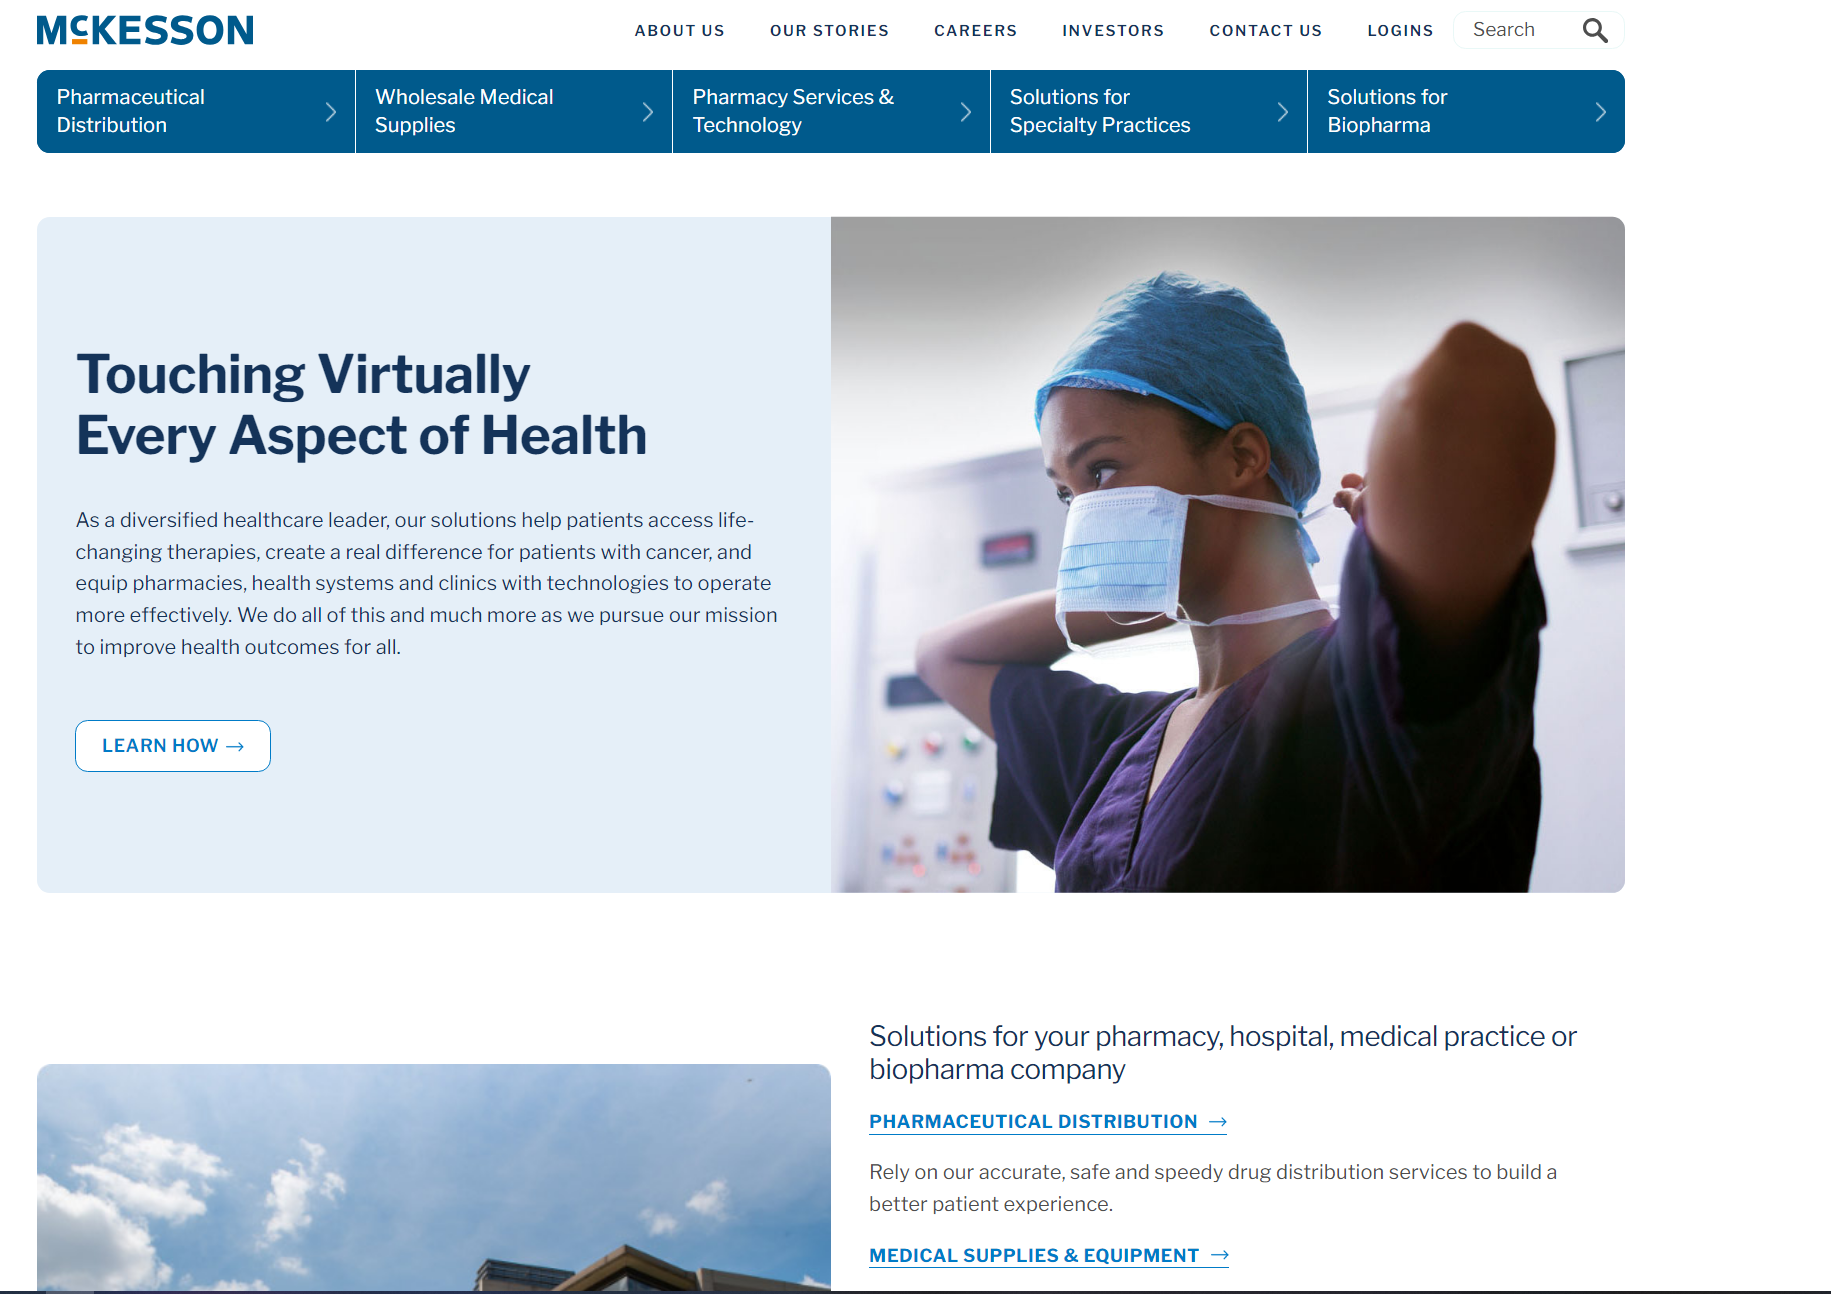 MCKESSON
ABOUT US
OUR STORIES
CAREERS
INVESTORS
CONTACT US
LOGINS
Search
Pharmaceutical
Distribution
Wholesale Medical
Supplies
Pharmacy Services &
Technology
Solutions for
Specialty Practices
Solutions for
Biopharma
Touching Virtually
Every Aspect of Health
As a diversified healthcare leader, our solutions help patients access life-
changing therapies, create a real difference for patients with cancer, and
equip pharmacies, health systems and clinics with technologies to operate
more effectively. We do all of this and much more as we pursue our mission
to improve health outcomes for all.
LEARN HOW →
Solutions for your pharmacy, hospital, medical practice or
biopharma company
PHARMACEUTICAL DISTRIBUTION →
Rely on our accurate, safe and speedy drug distribution services to build a
better patient experience.
MEDICAL SUPPLIES & EQUIPMENT →